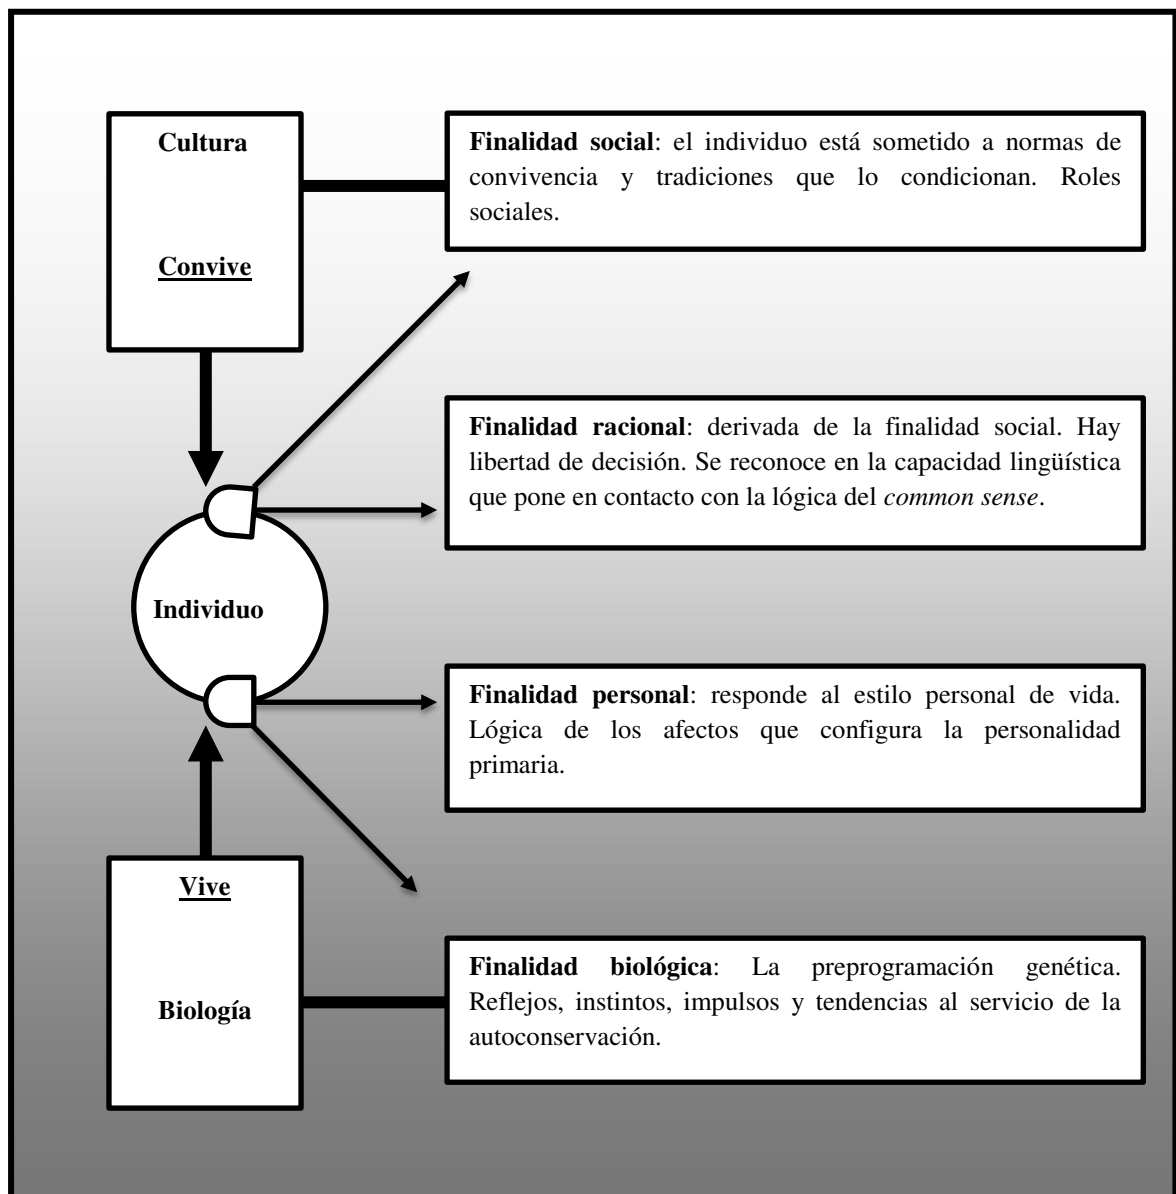 Cultura
Convive
Finalidad social: el individuo está sometido a normas de
convivencia y tradiciones que lo condicionan. Roles
sociales.
Finalidad racional: derivada de la finalidad social. Hay
libertad de decisión. Se reconoce en la capacidad lingüística
que pone en contacto con la lógica del common sense.
Individuo
Finalidad personal: responde al estilo personal de vida.
Lógica de los afectos que configura la personalidad
primaria.
Vive
Biología
Finalidad biológica: La preprogramación genética.
Reflejos, instintos, impulsos y tendencias al servicio de la
autoconservación.